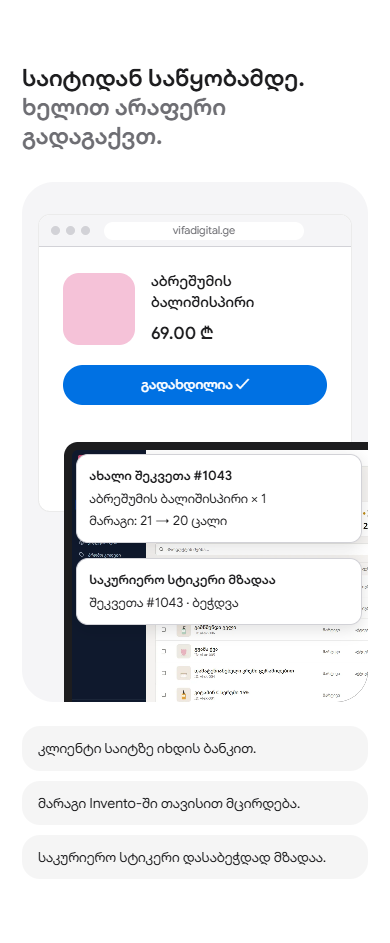 საიტიდან საწყობამდე.
ხელით არაფერი
გადაგაქვთ.
vifadigital.ge
აბრეშუმის
ბალიშისპირი
69.00 ₾
გადახდილია ✓
ახალი შეკვეთა #1043
აბრეშუმის ბალიშისპირი × 1
მარაგი: 21 → 20 ცალი
საკურიერო სტიკერი მზადაა
შეკვეთა #1043 · ბეჭდვა
კლიენტი საიტზე იხდის ბანკით.
მარაგი Invento-ში თავისით მცირდება.
საკურიერო სტიკერი დასაბეჭდად მზადაა.